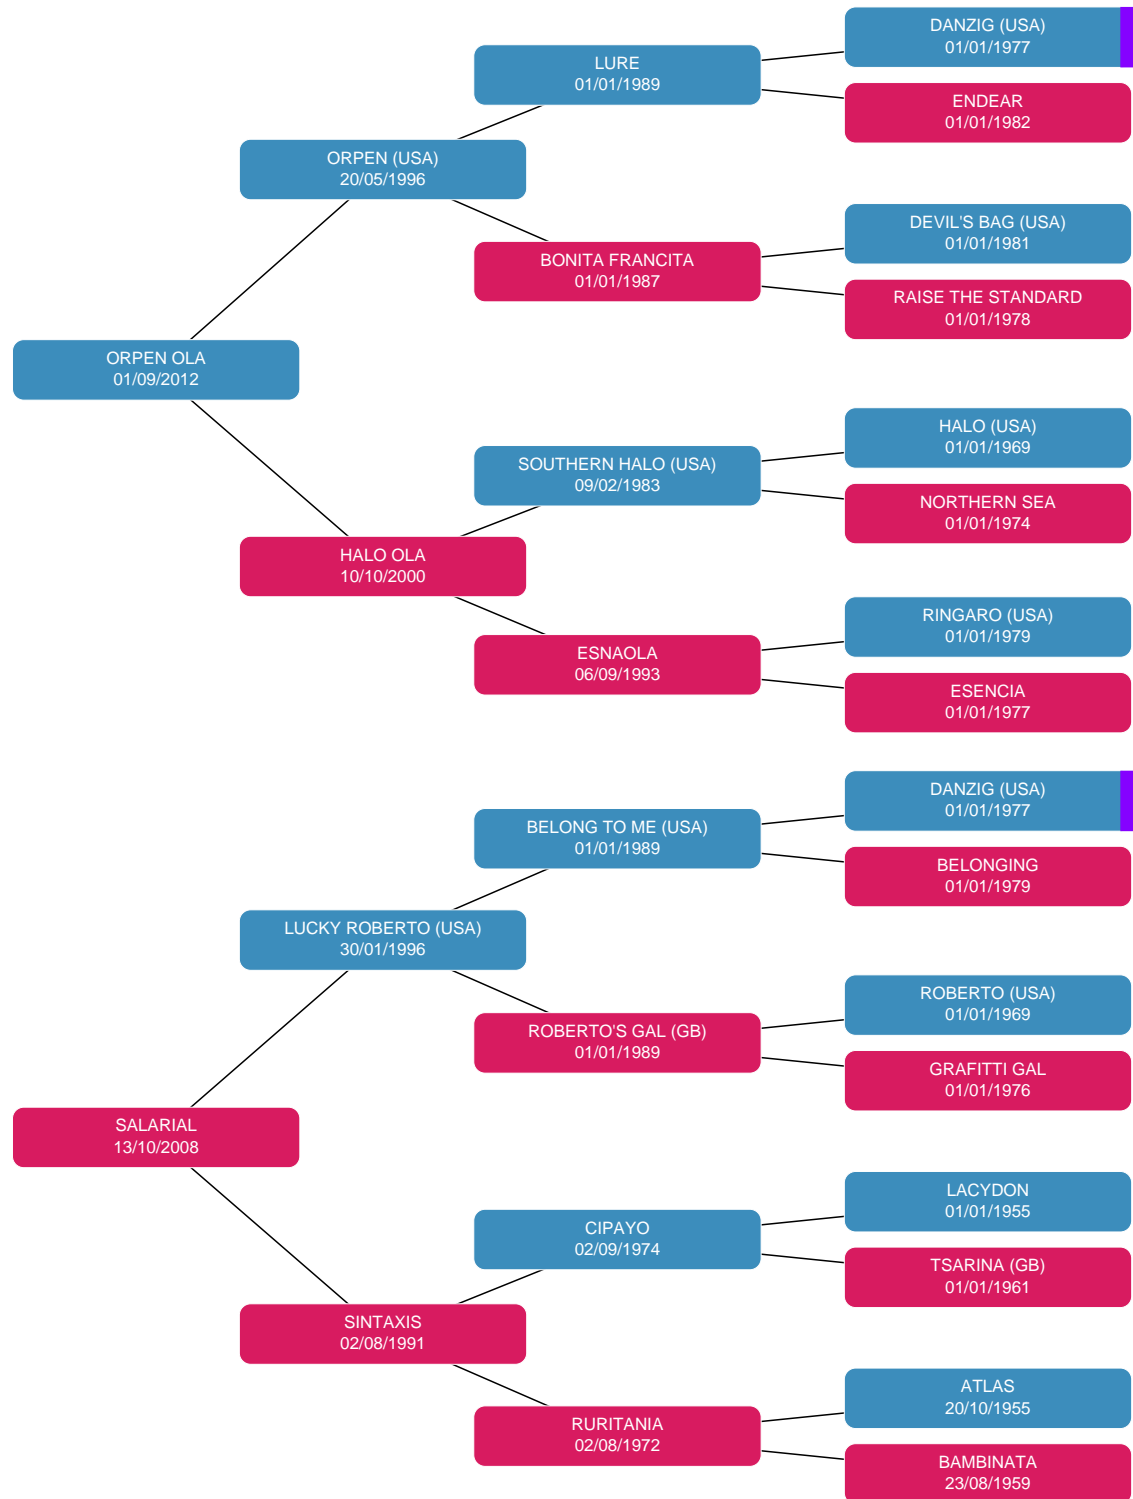 DANZIG (USA)
01/01/1977
LURE
01/01/1989
ENDEAR
01/01/1982
ORPEN (USA)
20/05/1996
DEVIL'S BAG (USA)
01/01/1981
BONITA FRANCITA
01/01/1987
RAISE THE STANDARD
01/01/1978
ORPEN OLA
01/09/2012
HALO (USA)
01/01/1969
SOUTHERN HALO (USA)
09/02/1983
NORTHERN SEA
01/01/1974
HALO OLA
10/10/2000
RINGARO (USA)
01/01/1979
ESNAOLA
06/09/1993
ESENCIA
01/01/1977
DANZIG (USA)
01/01/1977
BELONG TO ME (USA)
01/01/1989
BELONGING
01/01/1979
LUCKY ROBERTO (USA)
30/01/1996
ROBERTO (USA)
01/01/1969
ROBERTO'S GAL (GB)
01/01/1989
GRAFITTI GAL
01/01/1976
SALARIAL
13/10/2008
LACYDON
01/01/1955
CIPAYO
02/09/1974
TSARINA (GB)
01/01/1961
SINTAXIS
02/08/1991
ATLAS
20/10/1955
RURITANIA
02/08/1972
BAMBINATA
23/08/1959